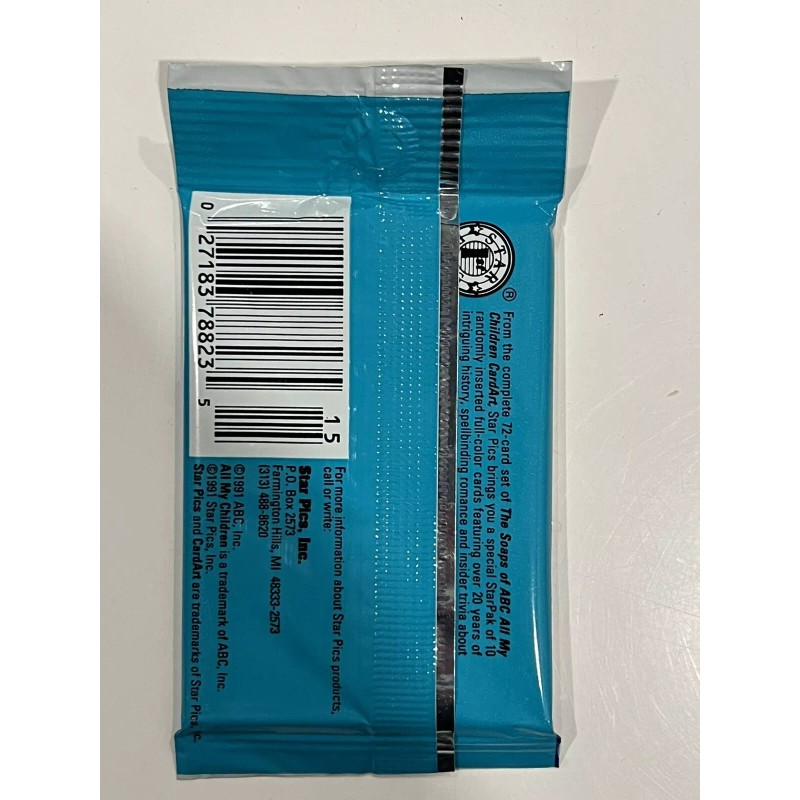 STAR
®
From the complete 72-card set of The Soaps of ABC All My
Children CardArt, Star Pics brings you a special StarPak of 10
randomly inserted full-color cards featuring over 20 years of
intriguing history, spellbinding romance and insider trivia about
0 27183 78823 5
15
For more information about Star Pics products,
call or write:
Star Pics, Inc.
P.O. Box 2573
Farmington Hills, MI 48333-2573
(313) 488-8620
©1991 ABC, Inc.
All My Children is a trademark of ABC, Inc.
©1991 Star Pics, Inc.
Star Pics and CardArt are trademarks of Star Pics,